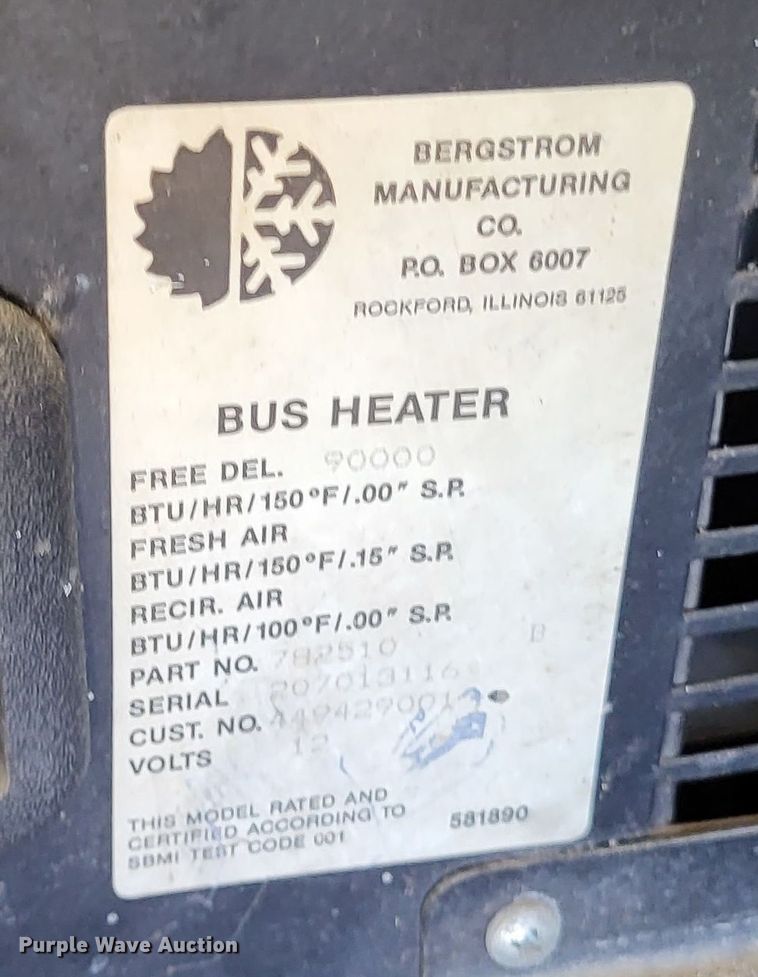 BERGSTROM
MANUFACTURING
CO.
P.O. BOX 6007
ROCKFORD, ILLINOIS 61125
BUS HEATER
FREE DEL. 90000
BTU/HR/150°F/.00" S.P.
FRESH AIR
BTU/HR/150°F/.15" S.P.
RECIR. AIR
BTU/HR/100°F/.00" S.P.
PART NO. 782510 B
SERIAL
CUST. NO.
VOLTS 12
THIS MODEL RATED AND
CERTIFIED ACCORDING TO
SBMI TEST CODE 001
581890
Purple Wave Auction